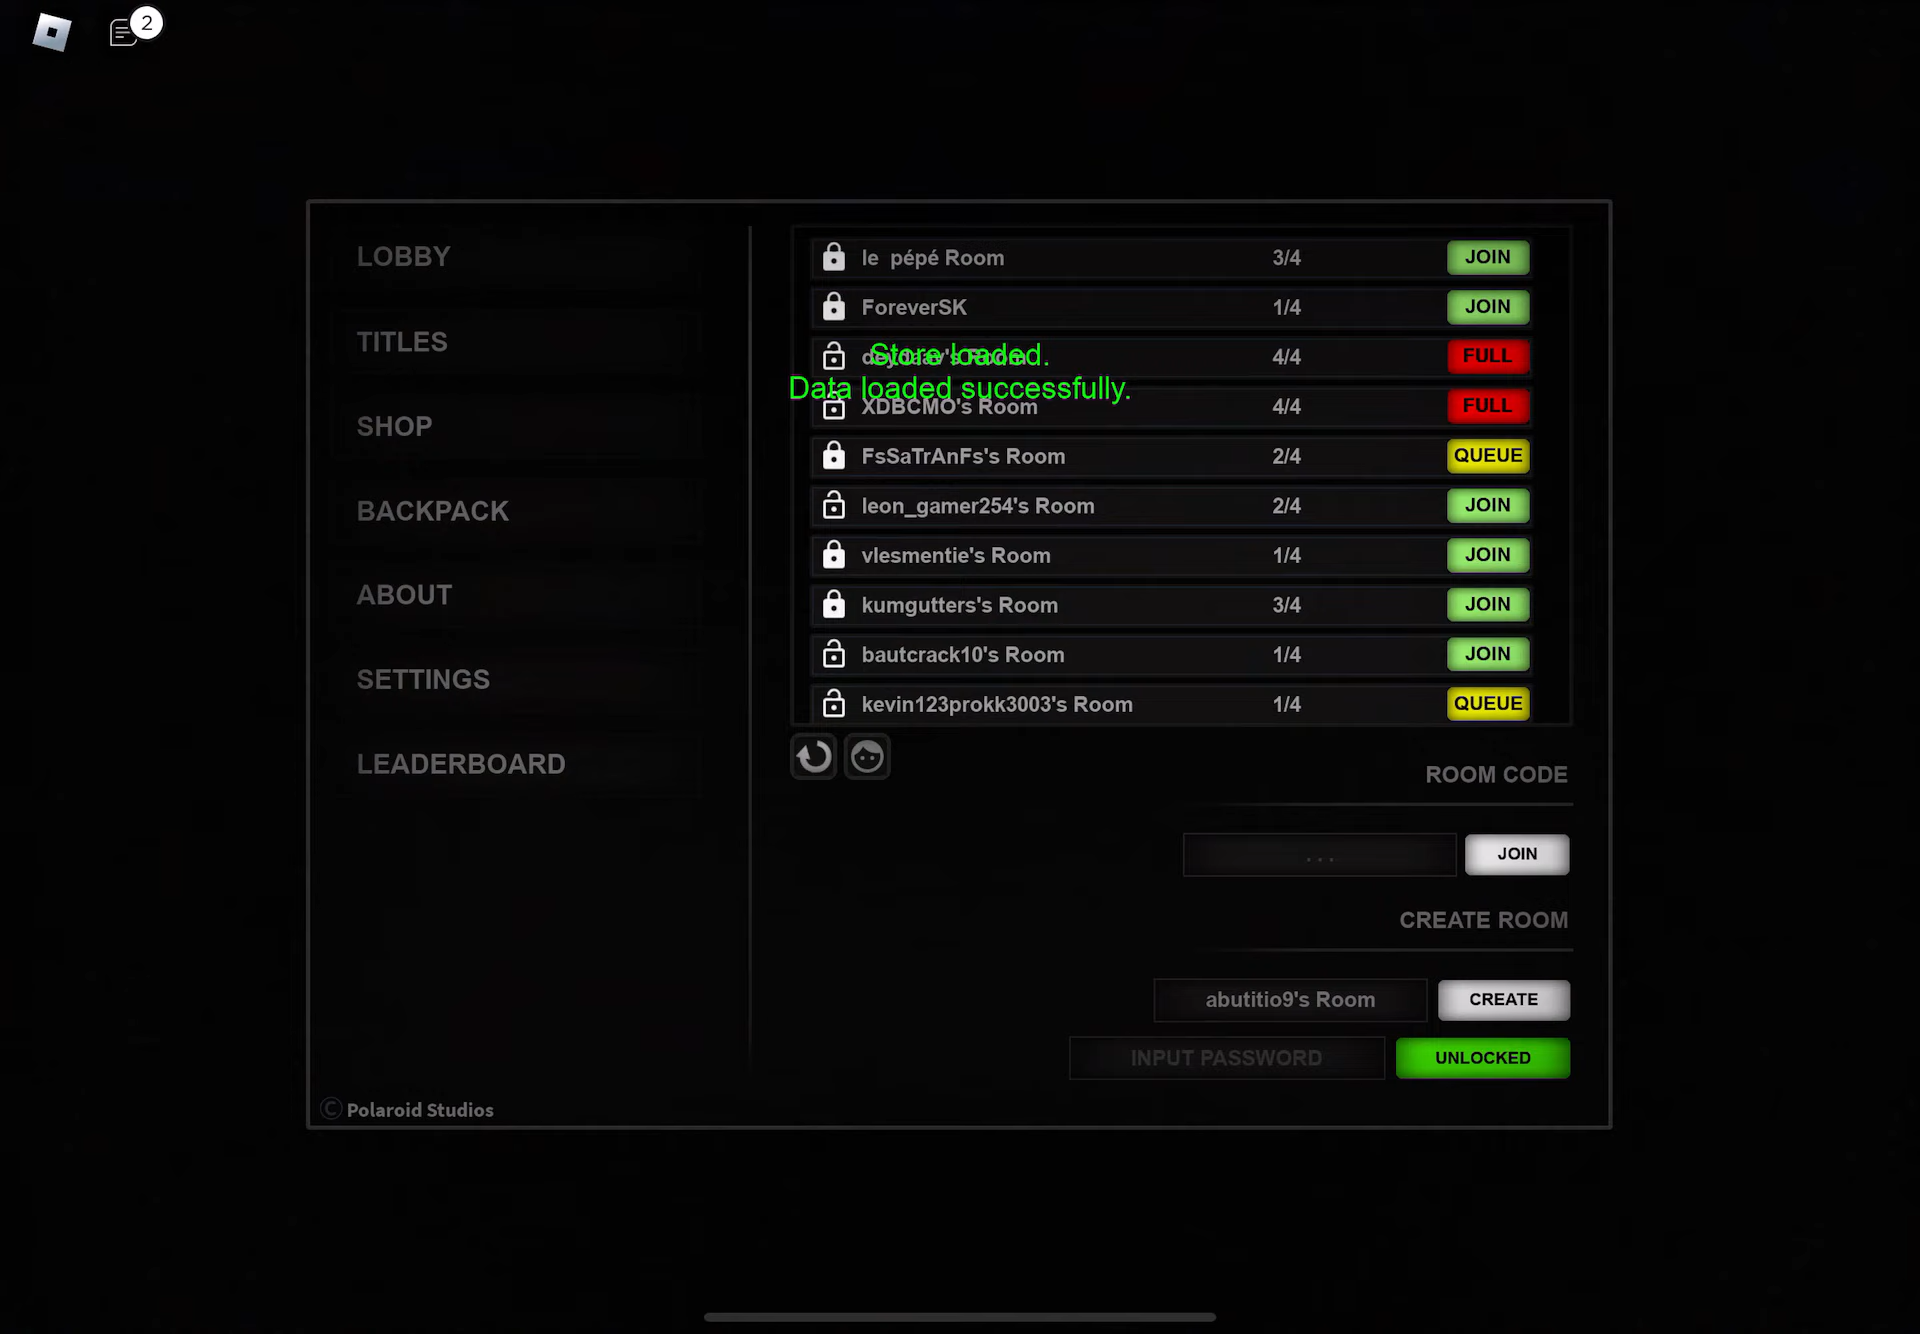 2
LOBBY
TITLES
SHOP
BACKPACK
ABOUT
SETTINGS
LEADERBOARD
le pépé Room 3/4 JOIN
ForeverSK 1/4 JOIN
4/4 FULL
Store loaded.
Data loaded successfully.
XDBCMO's Room 4/4 FULL
FsSaTrAnFs's Room 2/4 QUEUE
leon_gamer254's Room 2/4 JOIN
vlesmentie's Room 1/4 JOIN
kumgutters's Room 3/4 JOIN
bautcrack10's Room 1/4 JOIN
kevin123prokk3003's Room 1/4 QUEUE
ROOM CODE
... JOIN
CREATE ROOM
abutitio9's Room CREATE
INPUT PASSWORD UNLOCKED
© Polaroid Studios